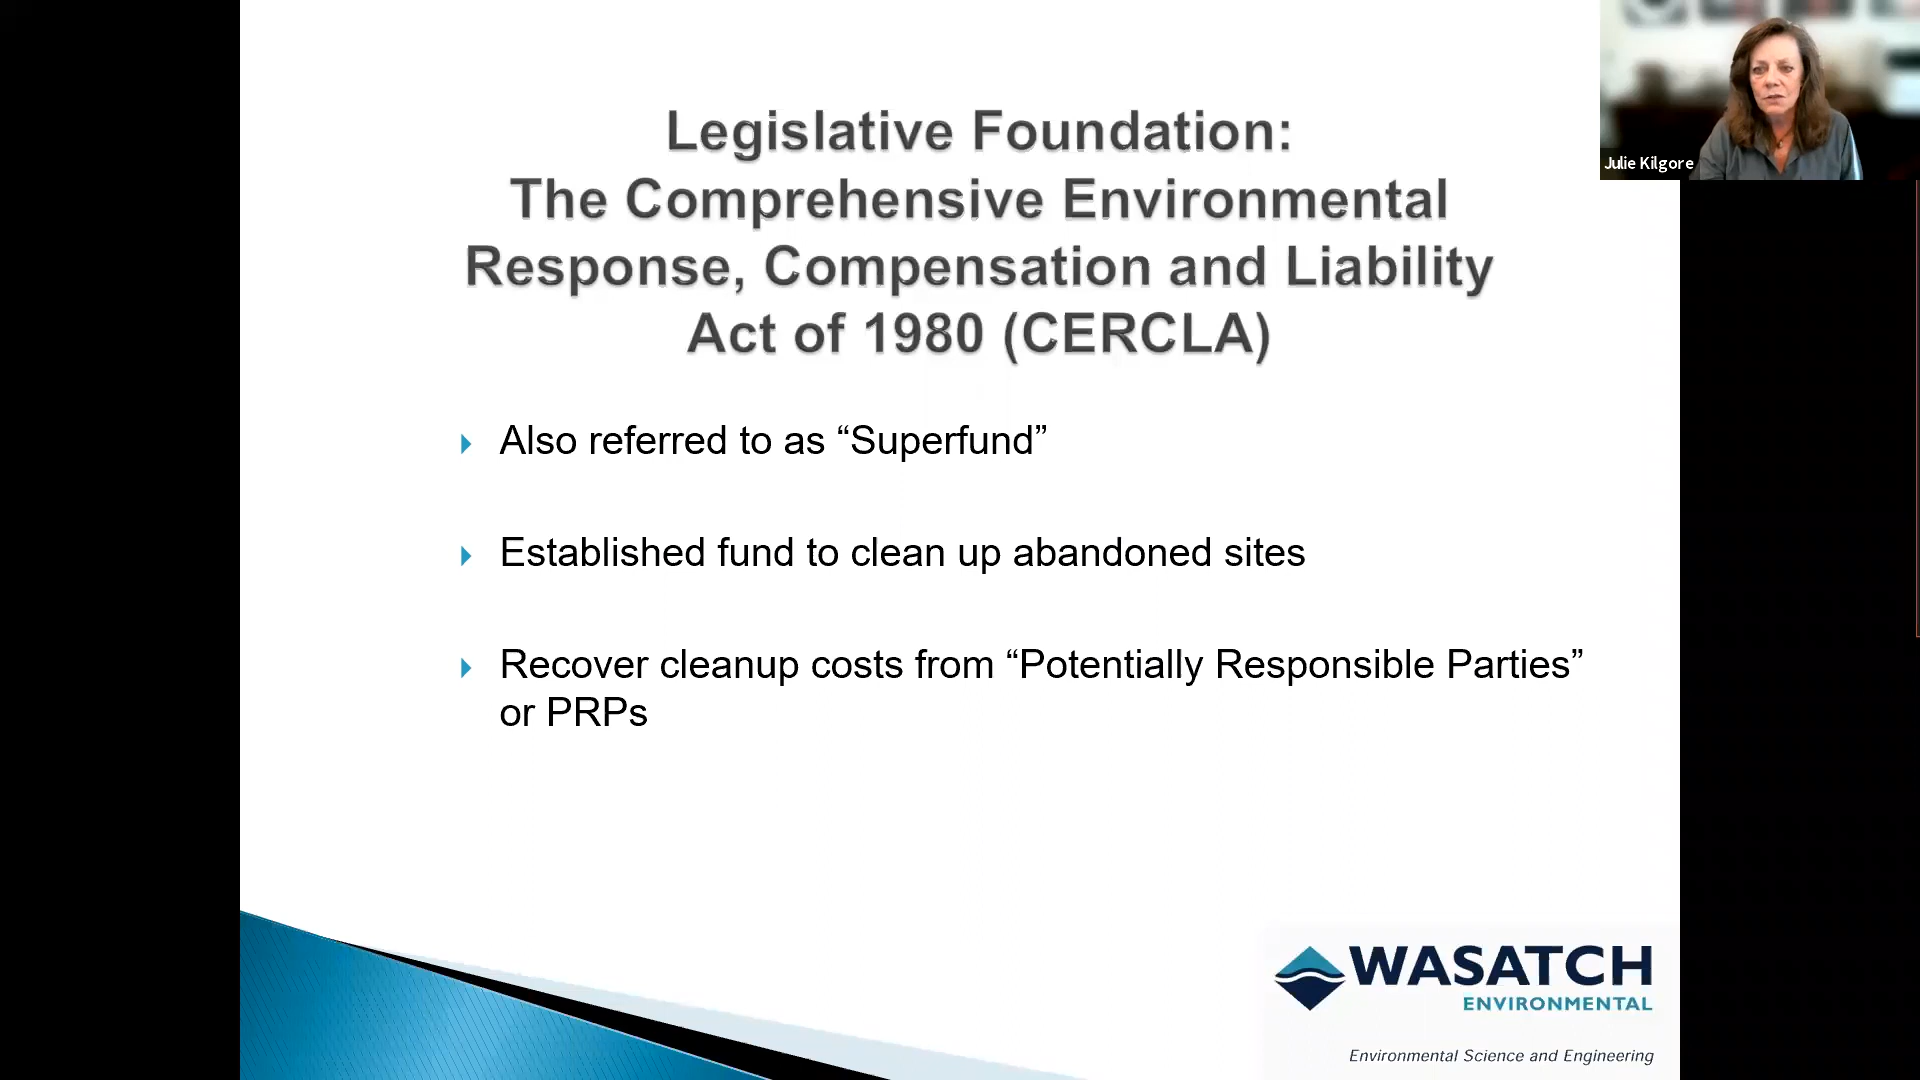 Legislative Foundation:
The Comprehensive Environmental
Response, Compensation and Liability
Act of 1980 (CERCLA)
Also referred to as “Superfund”
Established fund to clean up abandoned sites
Recover cleanup costs from “Potentially Responsible Parties”
or PRPs
Julie Kilgore
WASATCH
ENVIRONMENTAL
Environmental Science and Engineering